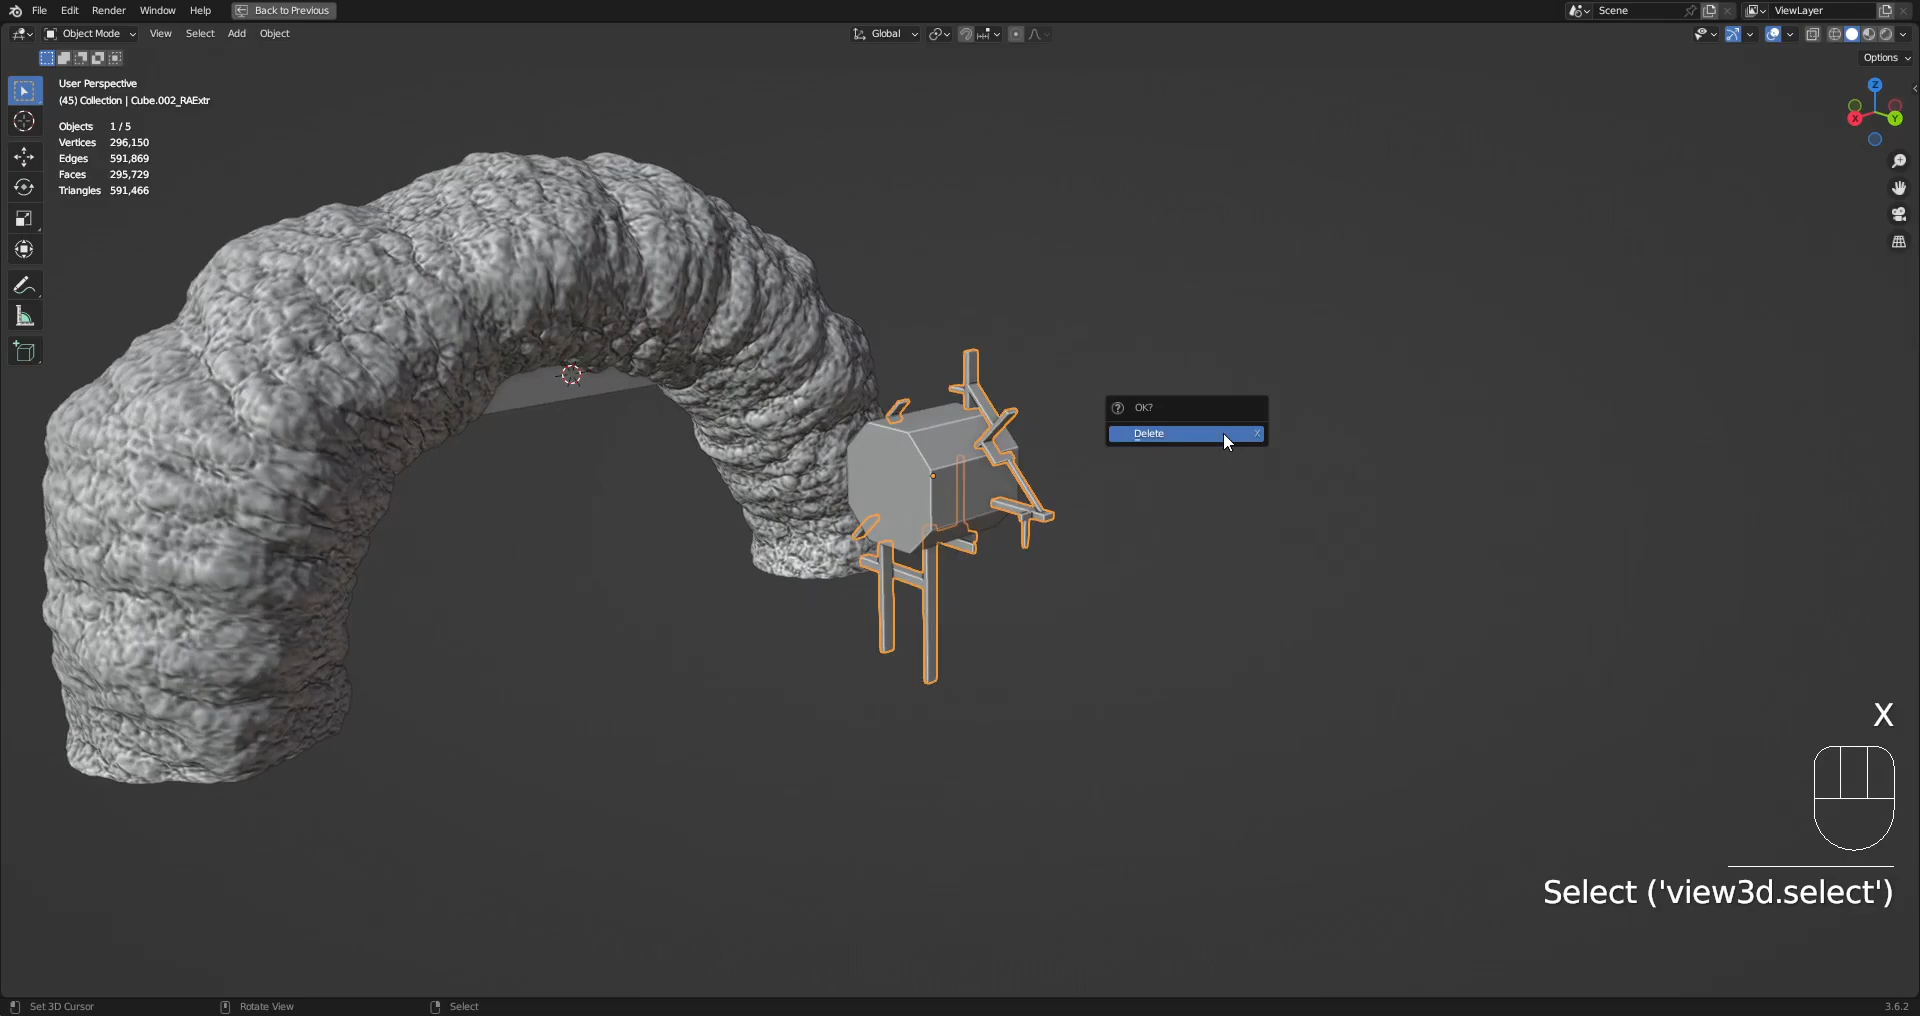 File Edit Render Window Help Back to Previous Scene ViewLayer
Object Mode View Select Add Object Global
Options
User Perspective
(45) Collection | Cube.002_RAExtr
Objects 1 / 5
Vertices 296,150
Edges 591,869
Faces 295,729
Triangles 591,466
Z
X Y
OK?
Delete X
X
Select ('view3d.select')
Set 3D Cursor Rotate View Select 3.6.2